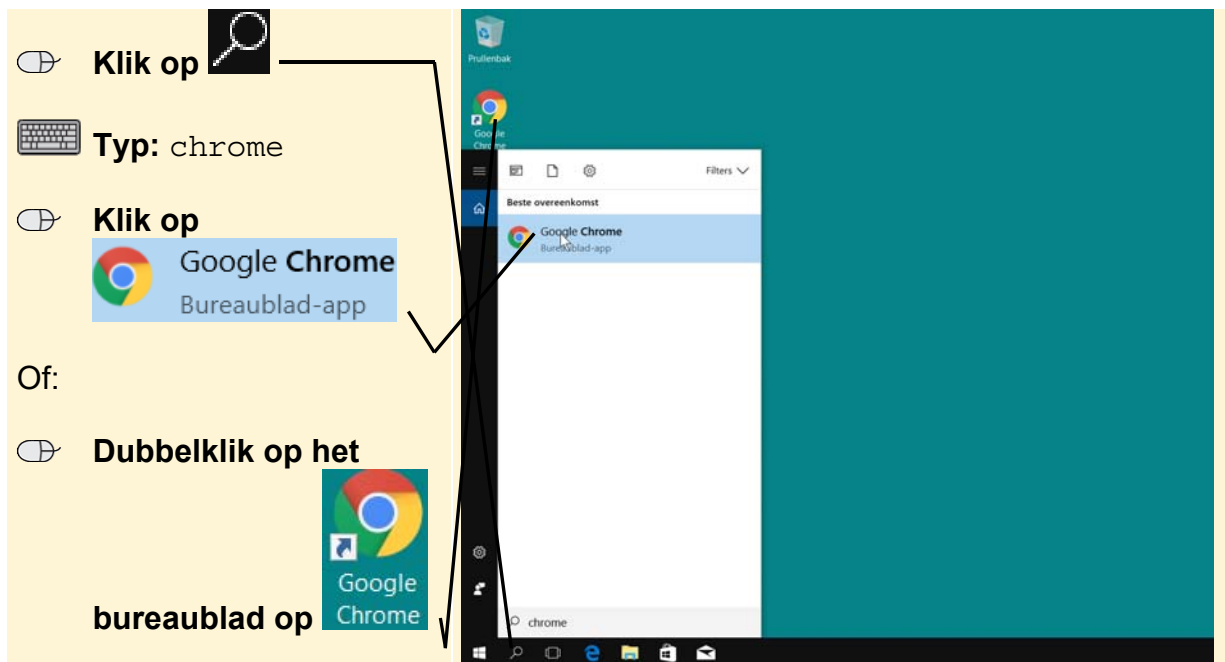 Klik op
Typ: chrome
Klik op
Google Chrome
Bureaublad-app
Of:
Dubbelklik op het
bureaublad op
Google
Chrome
Prullenbak
Google
Chrome
Filters
Beste overeenkomst
Google Chrome
Bureaublad-app
chrome